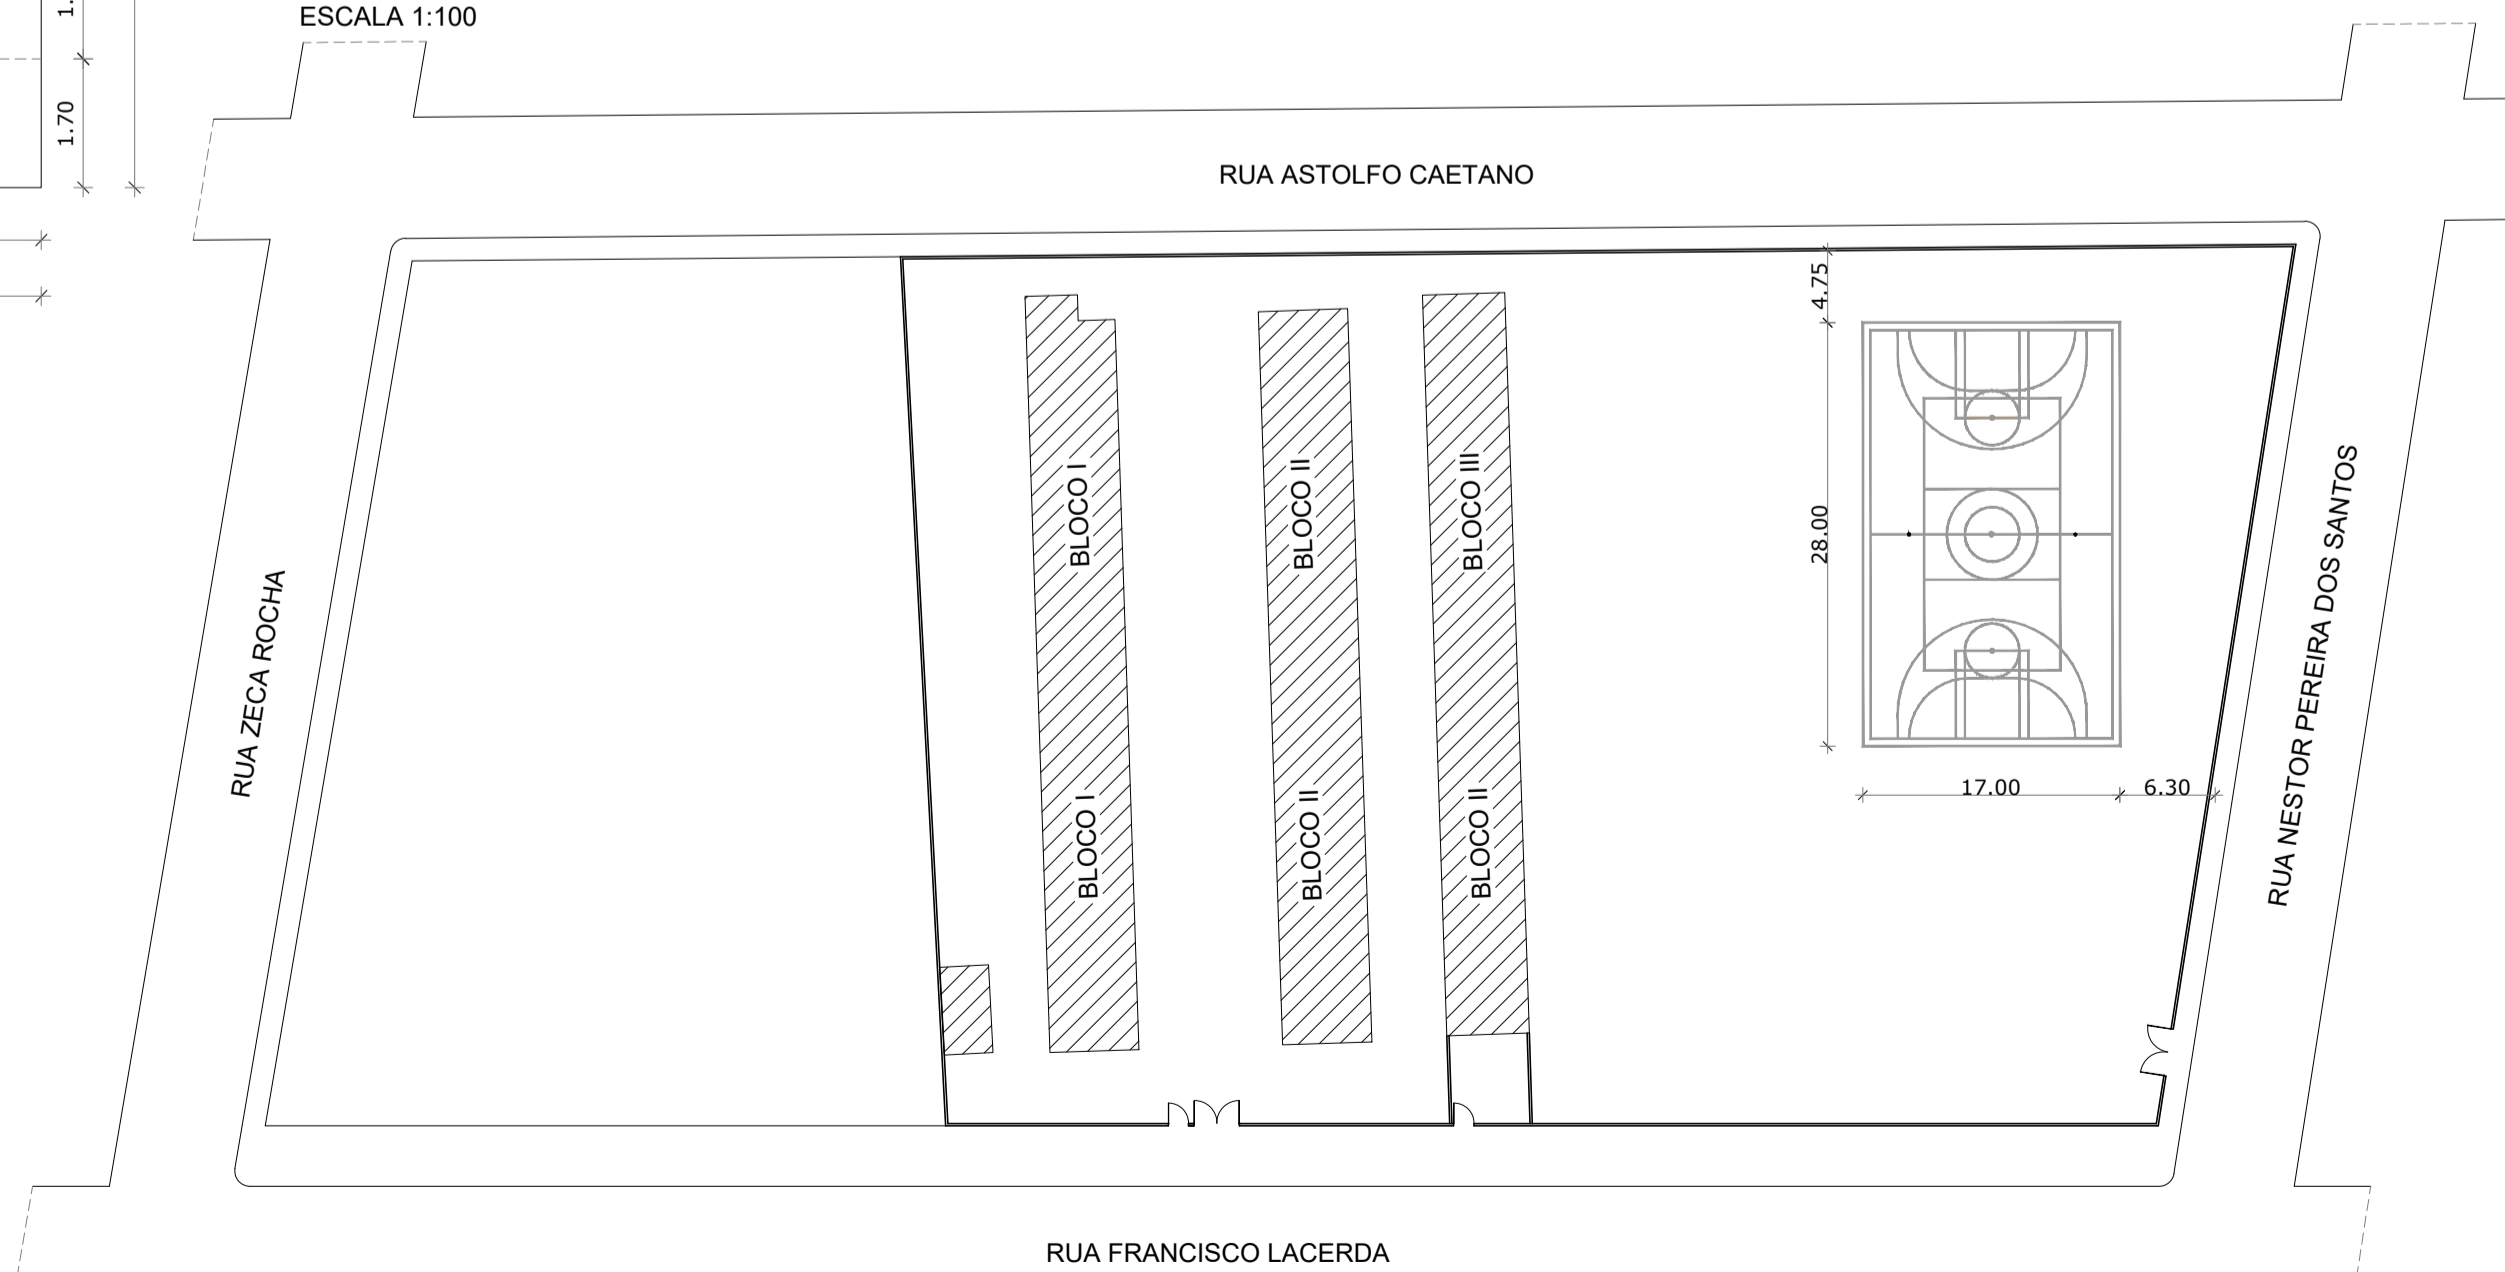 ESCALA 1:100
1.70
RUA ASTOLFO CAETANO
4.75
28.00
17.00
6.30
BLOCO I
BLOCO II
BLOCO IIII
BLOCO I
BLOCO II
BLOCO II
RUA ZECA ROCHA
RUA NESTOR PEREIRA DOS SANTOS
RUA FRANCISCO LACERDA